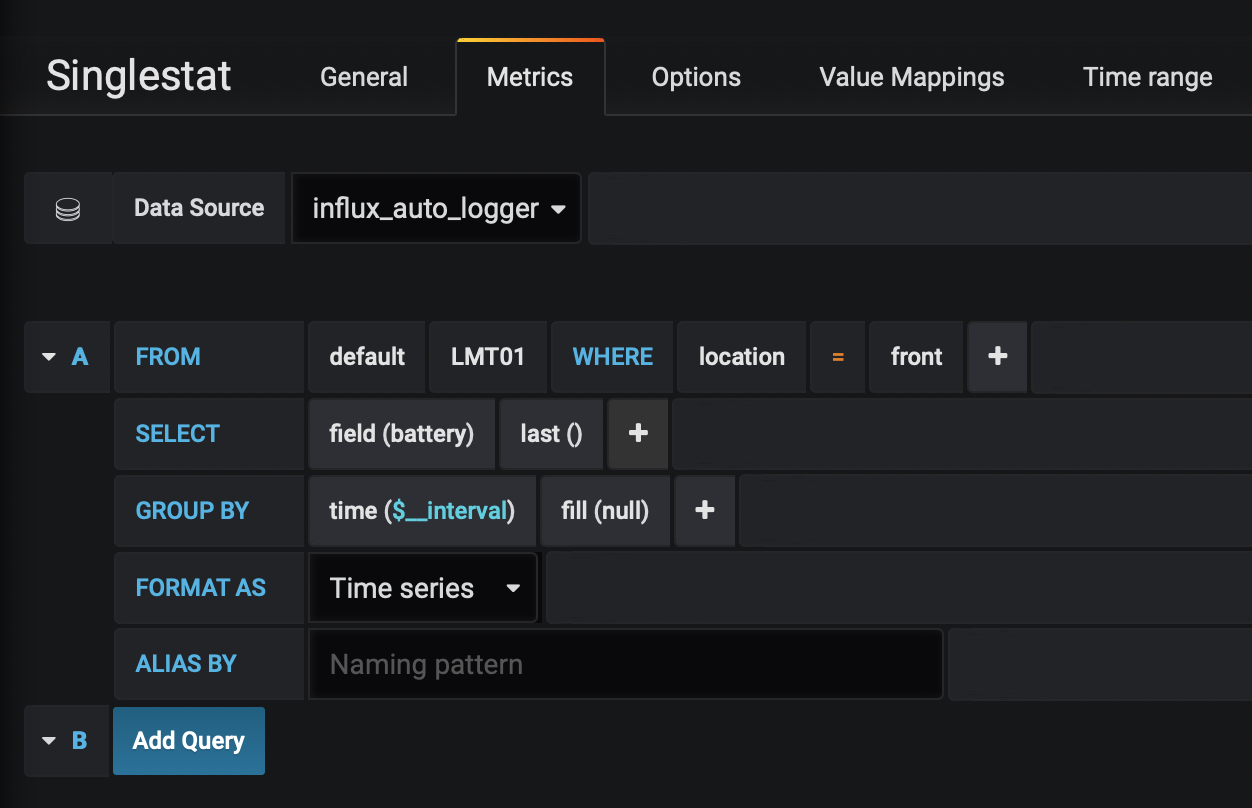 Singlestat General Metrics Options Value Mappings Time range
Data Source influx_auto_logger
A FROM default LMT01 WHERE location = front +
SELECT field (battery) last () +
GROUP BY time ($__interval) fill (null) +
FORMAT AS Time series
ALIAS BY Naming pattern
B Add Query